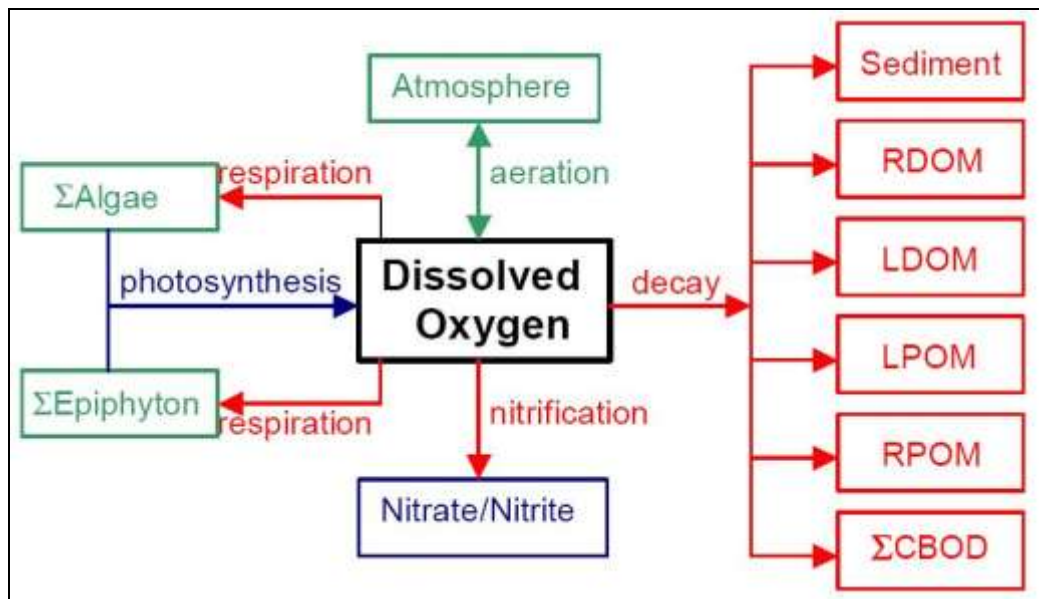 Atmosphere
Sediment
respiration
aeration
RDOM
ΣAlgae
LDOM
photosynthesis
Dissolved
Oxygen
decay
LPOM
ΣEpiphyton
respiration
nitrification
RPOM
Nitrate/Nitrite
ΣCBOD